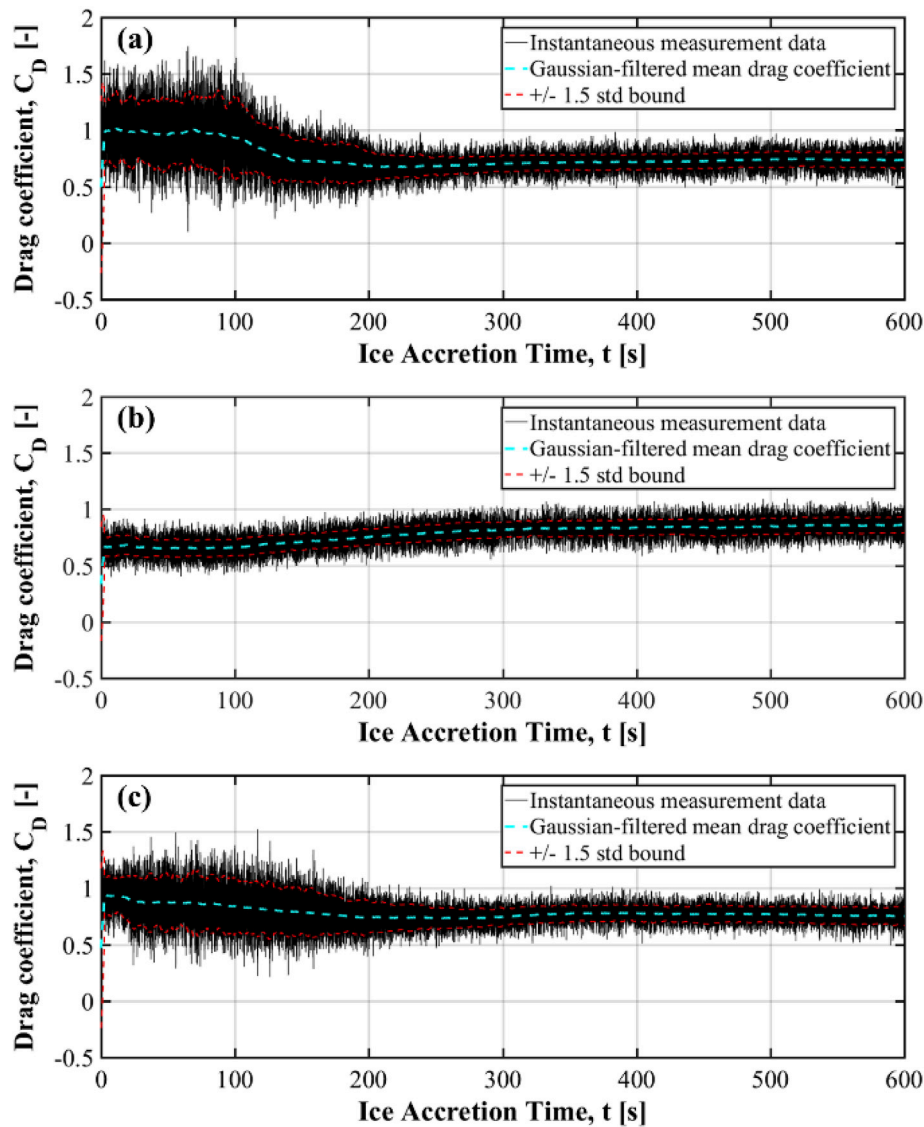 (a)
Instantaneous measurement data
Gaussian-filtered mean drag coefficient
+/- 1.5 std bound
Drag coefficient, C_D [-]
2
1.5
1
0.5
0
-0.5
0 100 200 300 400 500 600
Ice Accretion Time, t [s]
(b)
Instantaneous measurement data
Gaussian-filtered mean drag coefficient
+/- 1.5 std bound
Drag coefficient, C_D [-]
2
1.5
1
0.5
0
-0.5
0 100 200 300 400 500 600
Ice Accretion Time, t [s]
(c)
Instantaneous measurement data
Gaussian-filtered mean drag coefficient
+/- 1.5 std bound
Drag coefficient, C_D [-]
2
1.5
1
0.5
0
-0.5
0 100 200 300 400 500 600
Ice Accretion Time, t [s]